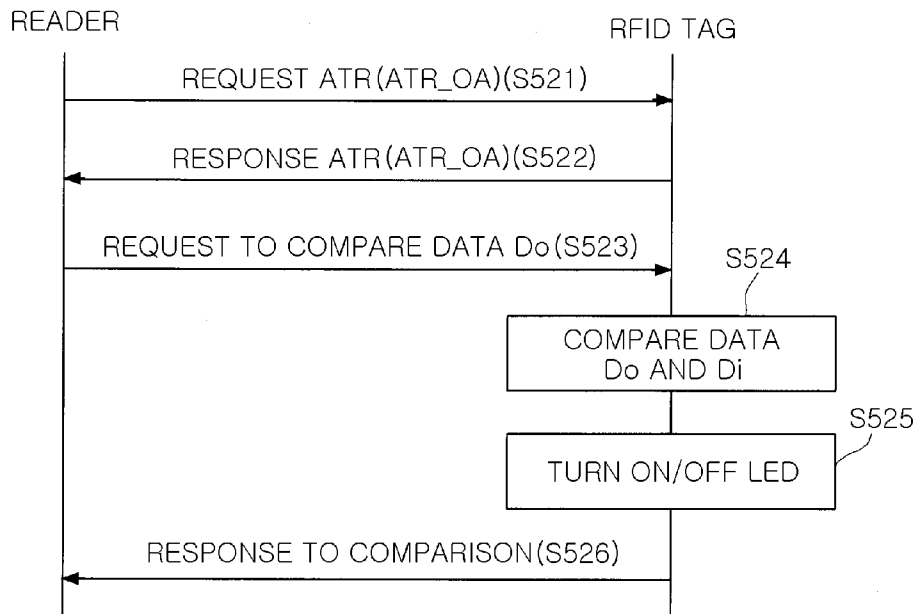 READER
RFID TAG
REQUEST ATR(ATR_OA)(S521)
RESPONSE ATR(ATR_OA)(S522)
REQUEST TO COMPARE DATA Do(S523)
S524
COMPARE DATA
Do AND Di
S525
TURN ON/OFF LED
RESPONSE TO COMPARISON(S526)